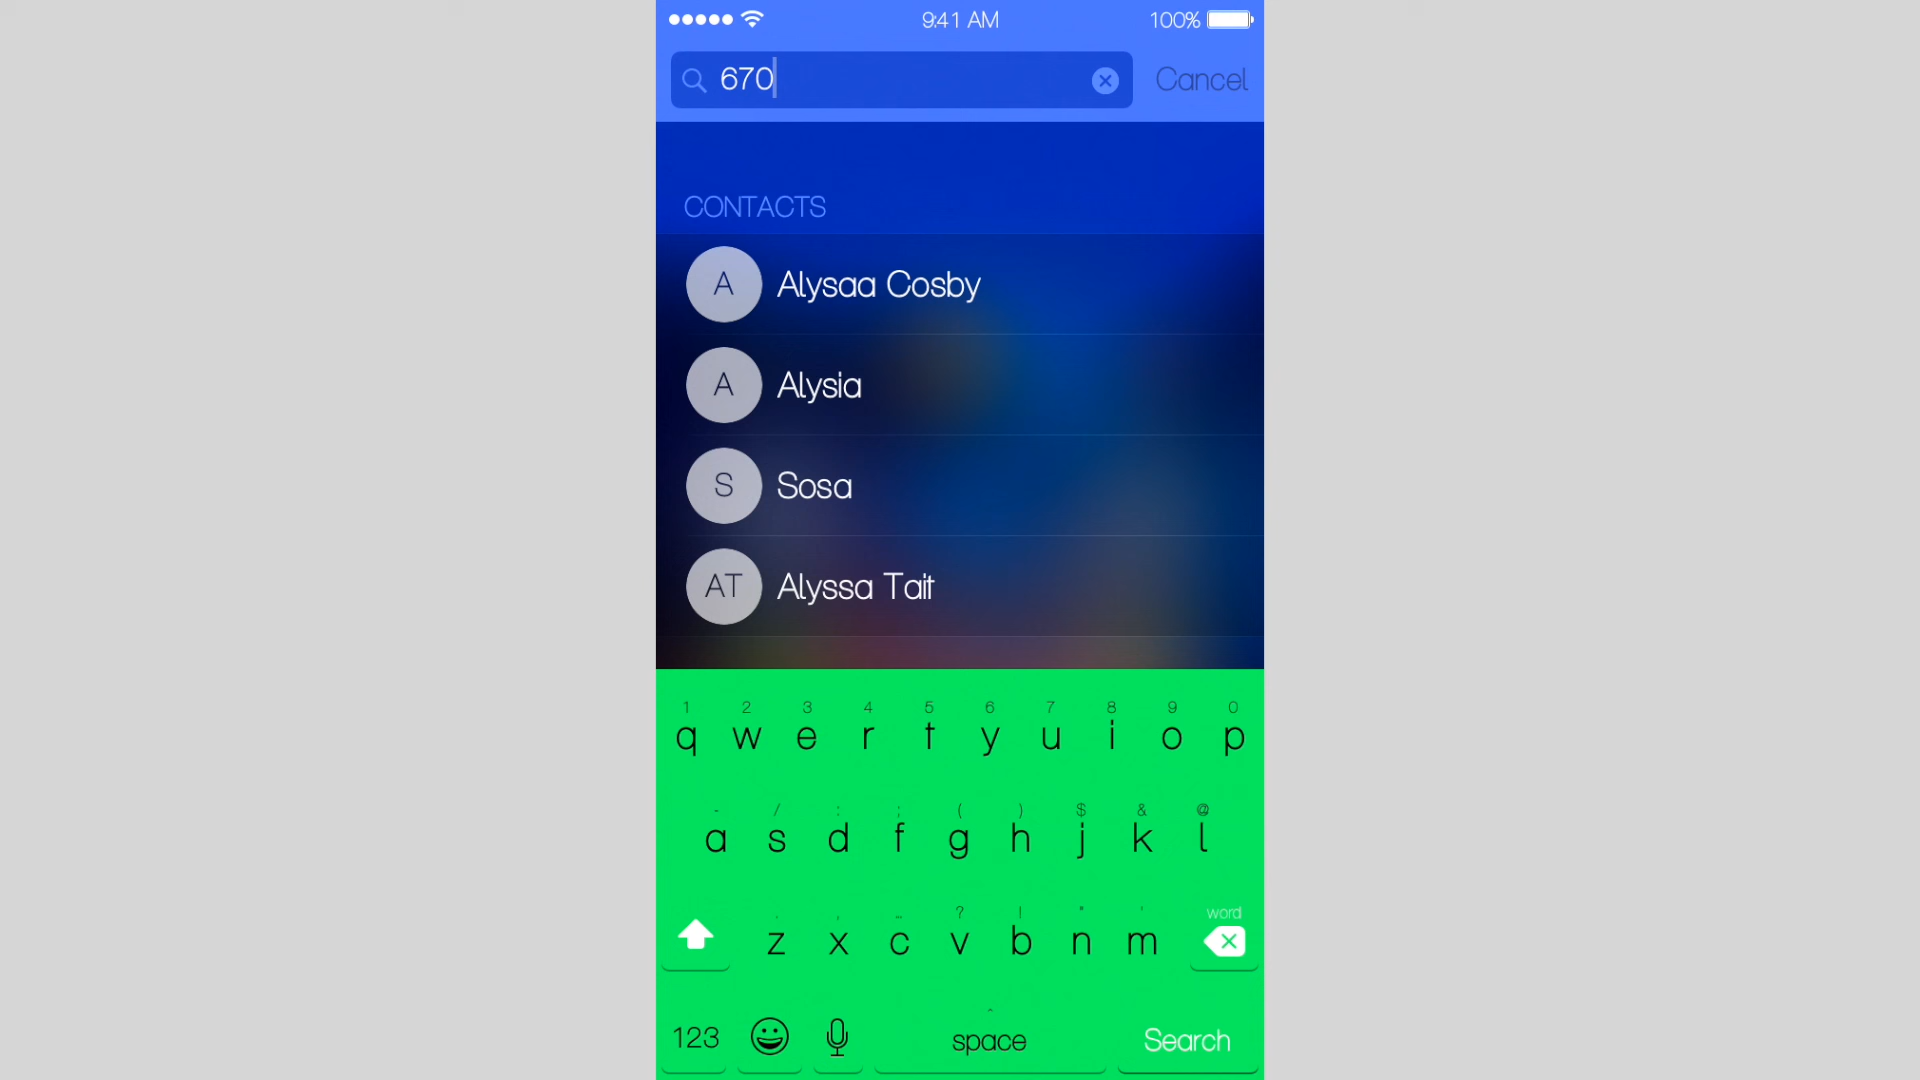 9:41 AM 100%
670 Cancel
CONTACTS
A Alysaa Cosby
A Alysia
S Sosa
AT Alyssa Tait
1 2 3 4 5 6 7 8 9 0
q w e r t y u i o p
- / : ; ( ) $ & @
a s d f g h j k l
. , ... ? ! " ' word
z x c v b n m
123 space Search